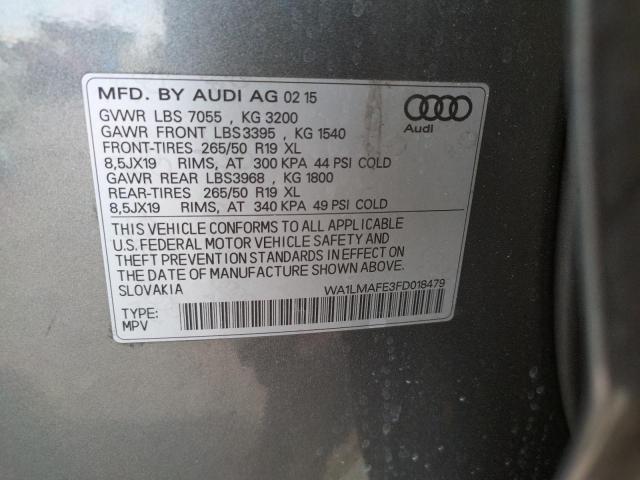 MFD. BY AUDI AG 02 15
GVWR LBS 7055 , KG 3200
GAWR FRONT LBS3395 , KG 1540
FRONT-TIRES 265/50 R19 XL
8,5JX19 RIMS, AT 300 KPA 44 PSI COLD
GAWR REAR LBS3968 , KG 1800
REAR-TIRES 265/50 R19 XL
8,5JX19 RIMS, AT 340 KPA 49 PSI COLD
Audi
THIS VEHICLE CONFORMS TO ALL APPLICABLE
U.S. FEDERAL MOTOR VEHICLE SAFETY AND
THEFT PREVENTION STANDARDS IN EFFECT ON
THE DATE OF MANUFACTURE SHOWN ABOVE.
SLOVAKIA WA1LMAFE3FD018479
TYPE:
MPV